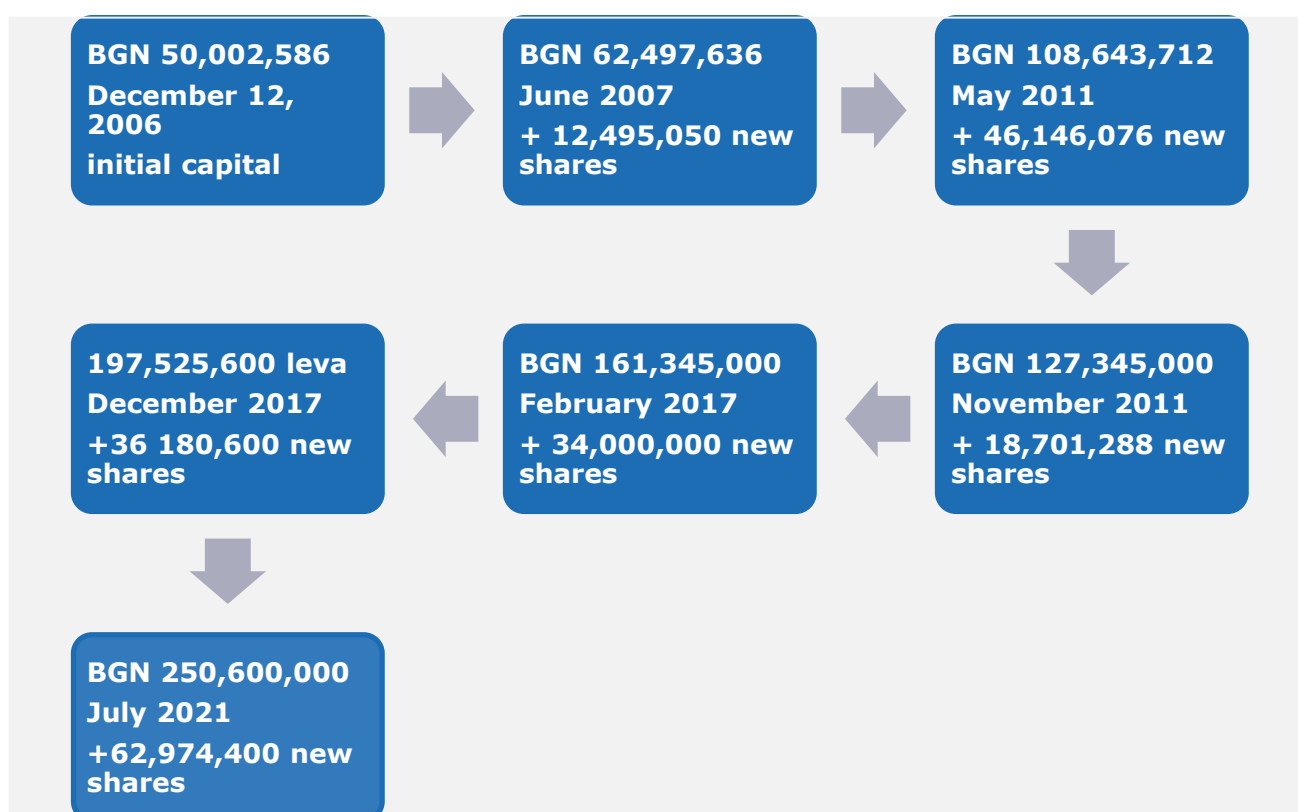 BGN 50,002,586
December 12,
2006
initial capital
BGN 62,497,636
June 2007
+ 12,495,050 new
shares
BGN 108,643,712
May 2011
+ 46,146,076 new
shares
BGN 127,345,000
November 2011
+ 18,701,288 new
shares
BGN 161,345,000
February 2017
+ 34,000,000 new
shares
197,525,600 leva
December 2017
+36 180,600 new
shares
BGN 250,600,000
July 2021
+62,974,400 new
shares